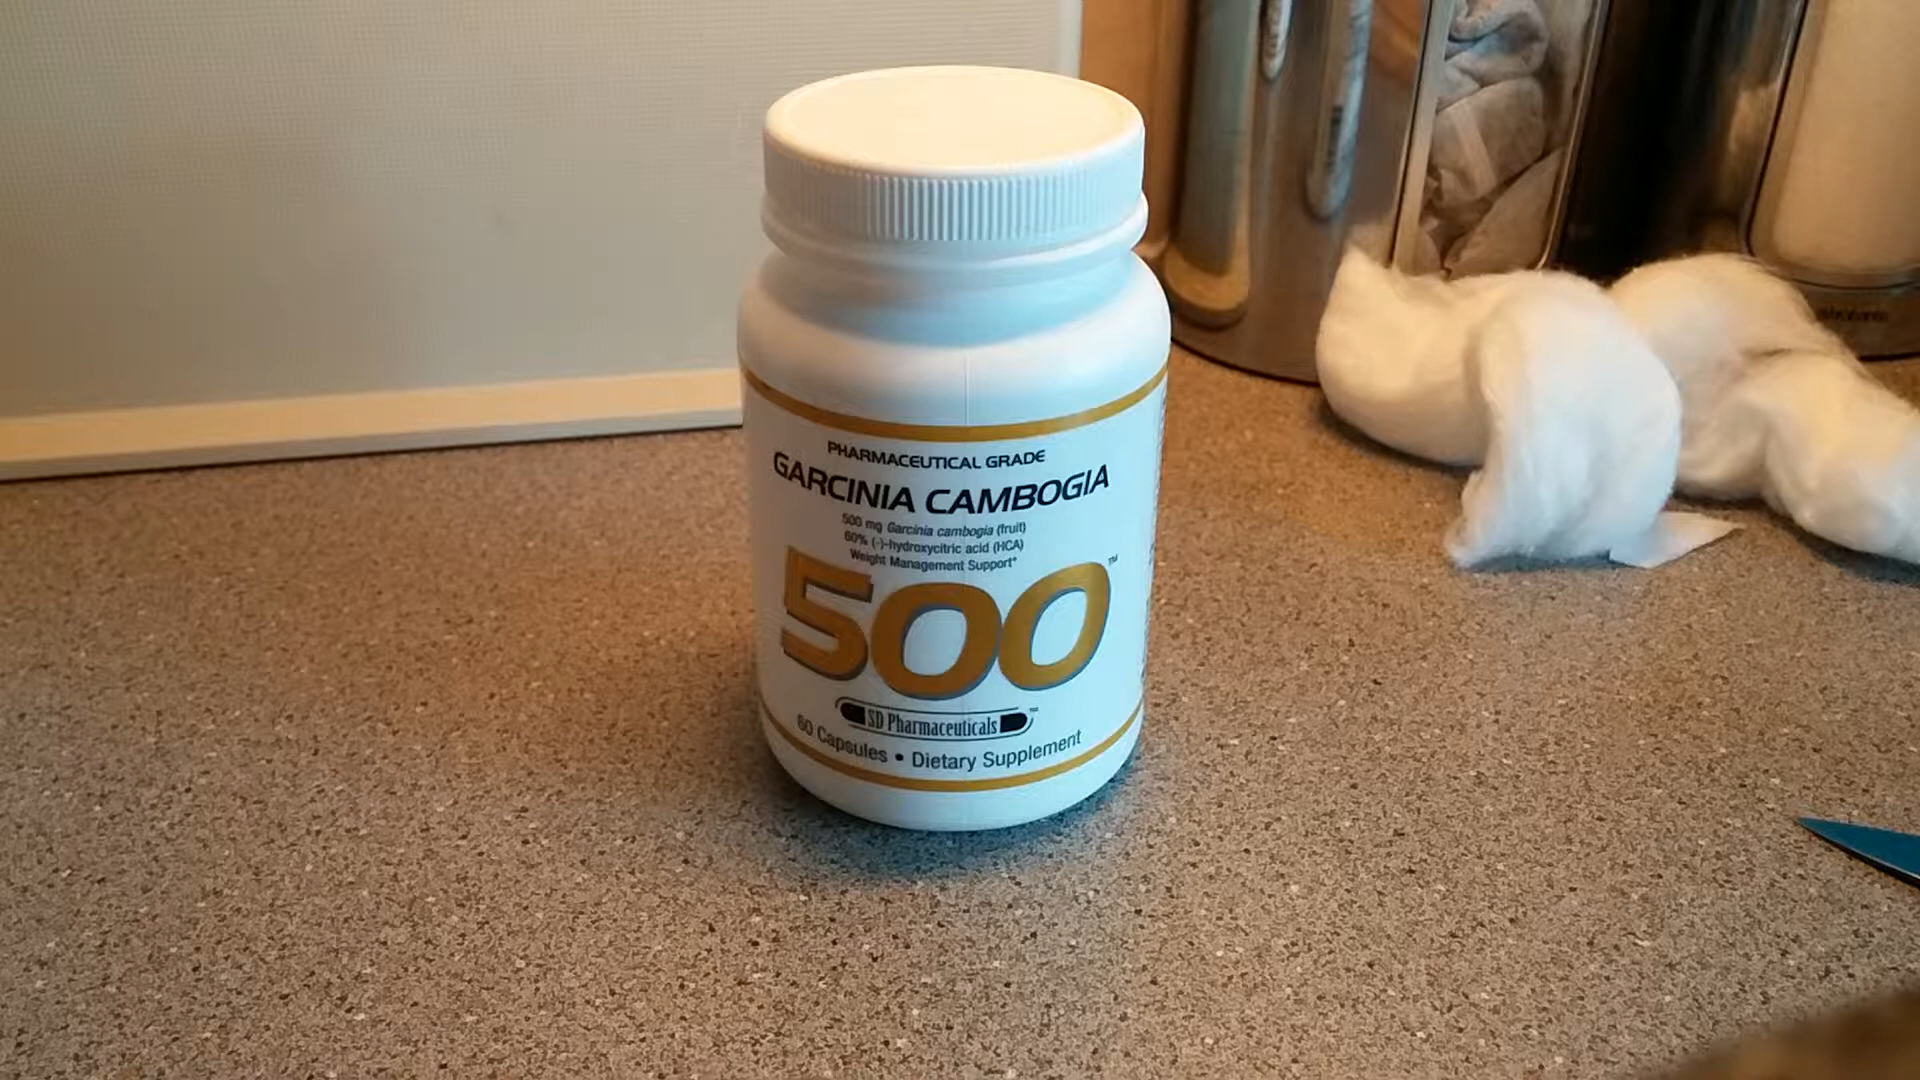 PHARMACEUTICAL GRADE
GARCINIA CAMBOGIA
500 mg Garcinia cambogia (fruit)
60% (-)-hydroxycitric acid (HCA)
Weight Management Support*
500™
SD Pharmaceuticals™
60 Capsules • Dietary Supplement
brabantia